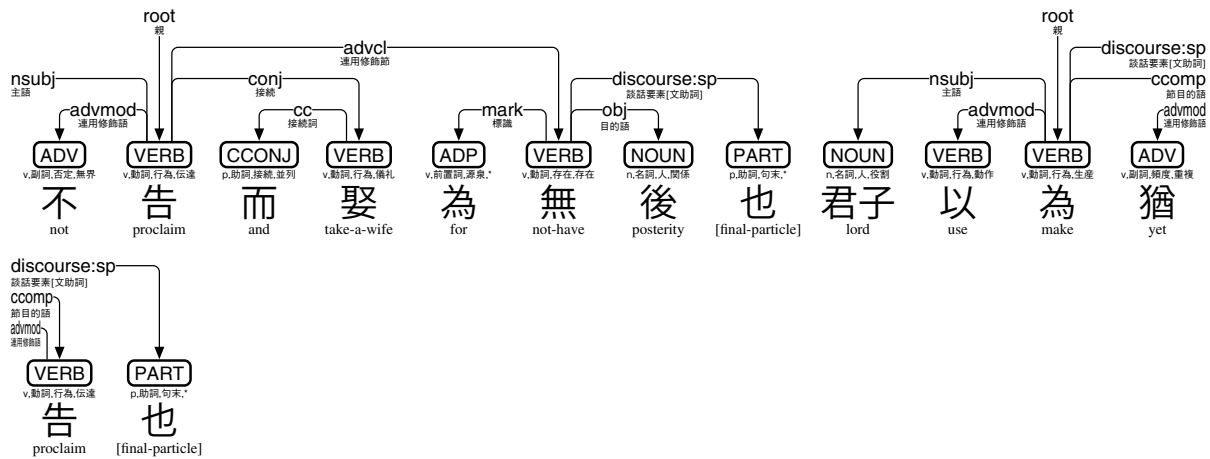 root root
親 親
advcl discourse:sp
連用修飾節 談話要素[文助詞]
nsubj conj discourse:sp nsubj ccomp
主語 接続 談話要素[文助詞] 主語 節目的語
advmod cc mark obj advmod advmod
連用修飾語 接続詞 標識 目的語 連用修飾語 連用修飾語
ADV VERB CCONJ VERB ADP VERB NOUN PART NOUN VERB VERB ADV
v,副詞,否定,無界 v,動詞,行為,伝達 p,助詞,接続,並列 v,動詞,行為,儀礼 v,前置詞,源泉,* v,動詞,存在,存在 n,名詞,人,関係 p,助詞,句末,* n,名詞,人,役割 v,動詞,行為,動作 v,動詞,行為,生産 v,副詞,頻度,重複
不 告 而 娶 為 無 後 也 君子 以 為 猶
not proclaim and take-a-wife for not-have posterity [final-particle] lord use make yet
discourse:sp
談話要素[文助詞]
ccomp
節目的語
advmod
連用修飾語
VERB PART
v,動詞,行為,伝達 p,助詞,句末,*
告 也
proclaim [final-particle]